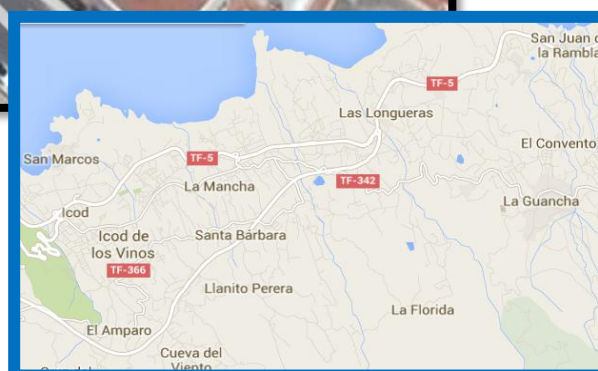 San Juan d
la Rambla
TF-5
Las Longueras
El Convento
San Marcos
TF-5
TF-342
La Mancha
La Guancha
Icod
Icod de
los Vinos
Santa Bárbara
TF-366
Llanito Perera
La Florida
El Amparo
Cueva del
Viento